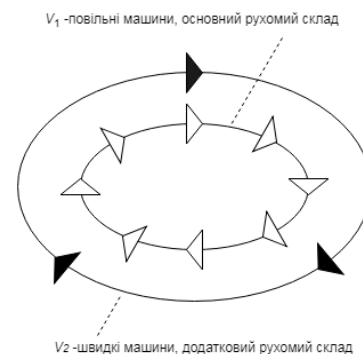 V1 -повільні машини, основний рухомий склад
V2 -швидкі машини, додатковий рухомий склад